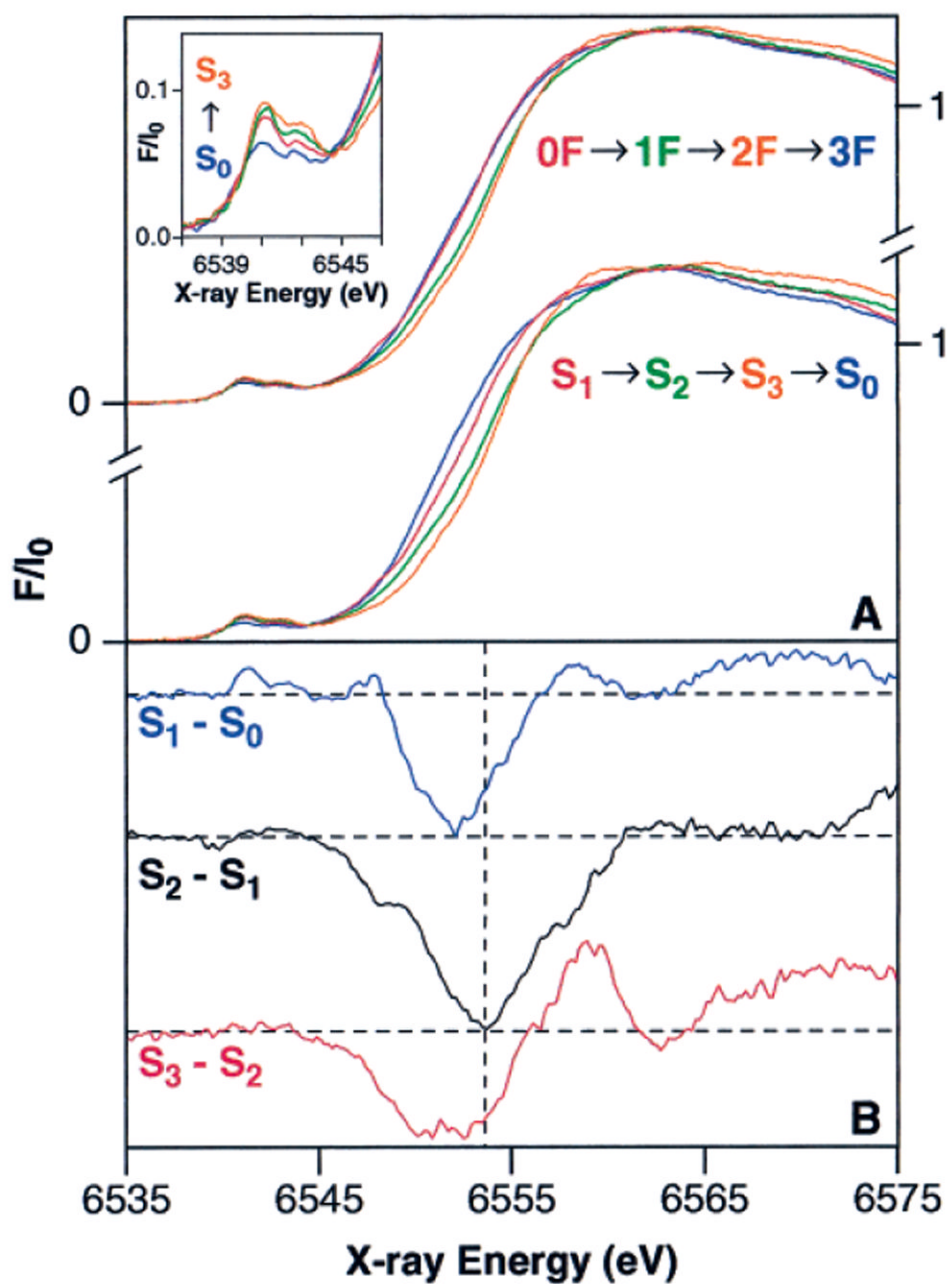 S₃
↑
S₀
0.1
0.0
F/I₀
6539 6545
X-ray Energy (eV)
0F→1F→2F→3F
1
0
S₁→S₂→S₃→S₀
1
0
F/I₀
A
S₁ - S₀
S₂ - S₁
S₃ - S₂
B
6535 6545 6555 6565 6575
X-ray Energy (eV)